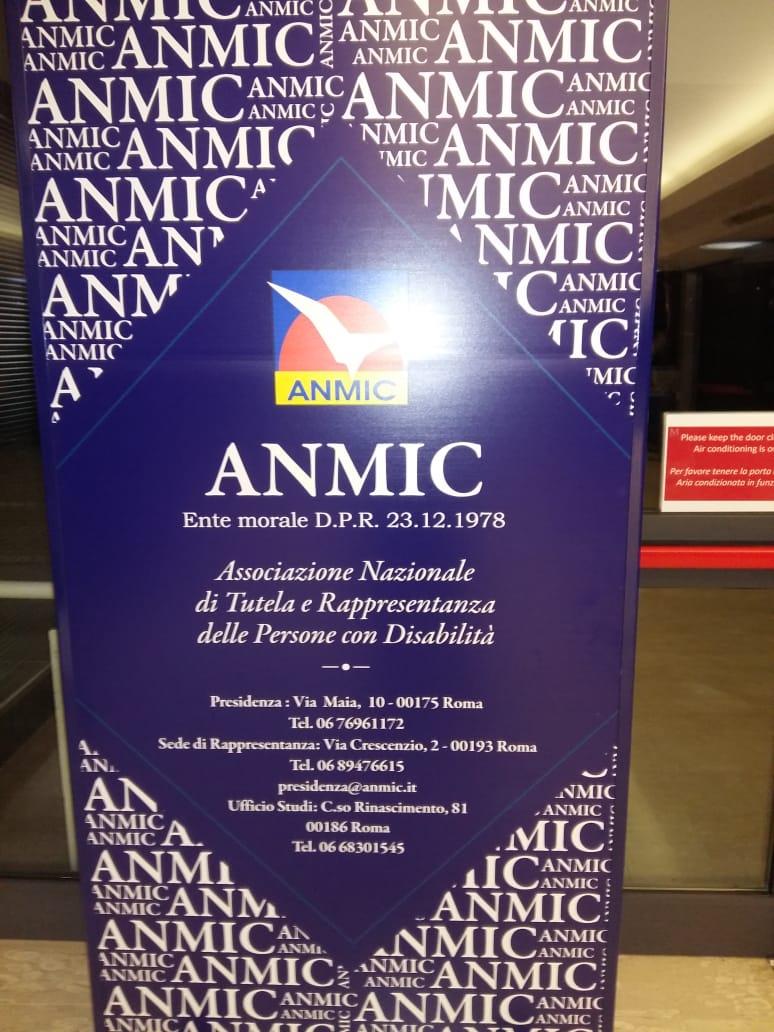 ANMIC
ANMIC
Ente morale D.P.R. 23.12.1978
Associazione Nazionale
di Tutela e Rappresentanza
delle Persone con Disabilità
Presidenza : Via Maia, 10 - 00175 Roma
Tel. 06 76961172
Sede di Rappresentanza: Via Crescenzio, 2 - 00193 Roma
Tel. 06 89476615
presidenza@anmic.it
Ufficio Studi: C.so Rinascimento, 81
00186 Roma
Tel. 06 68301545
Please keep the door
Air conditioning is
Per favore tenere la porta
Aria condizionata in